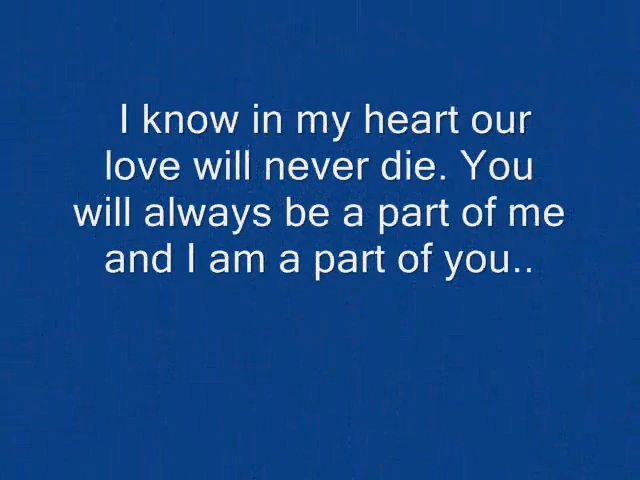 I know in my heart our
love will never die. You
will always be a part of me
and I am a part of you..